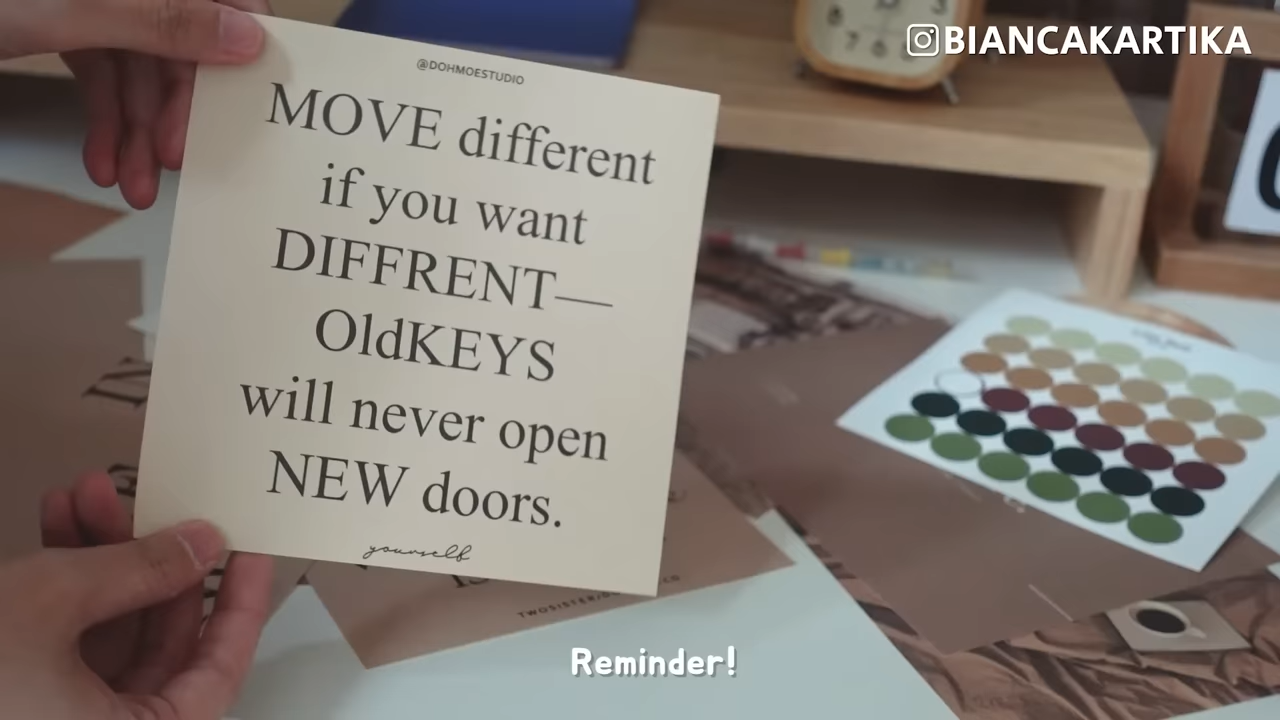 BIANCAKARTIKA
@DOHMOESTUDIO
MOVE different
if you want
DIFFRENT—
OldKEYS
will never open
NEW doors.
yourself
Reminder!